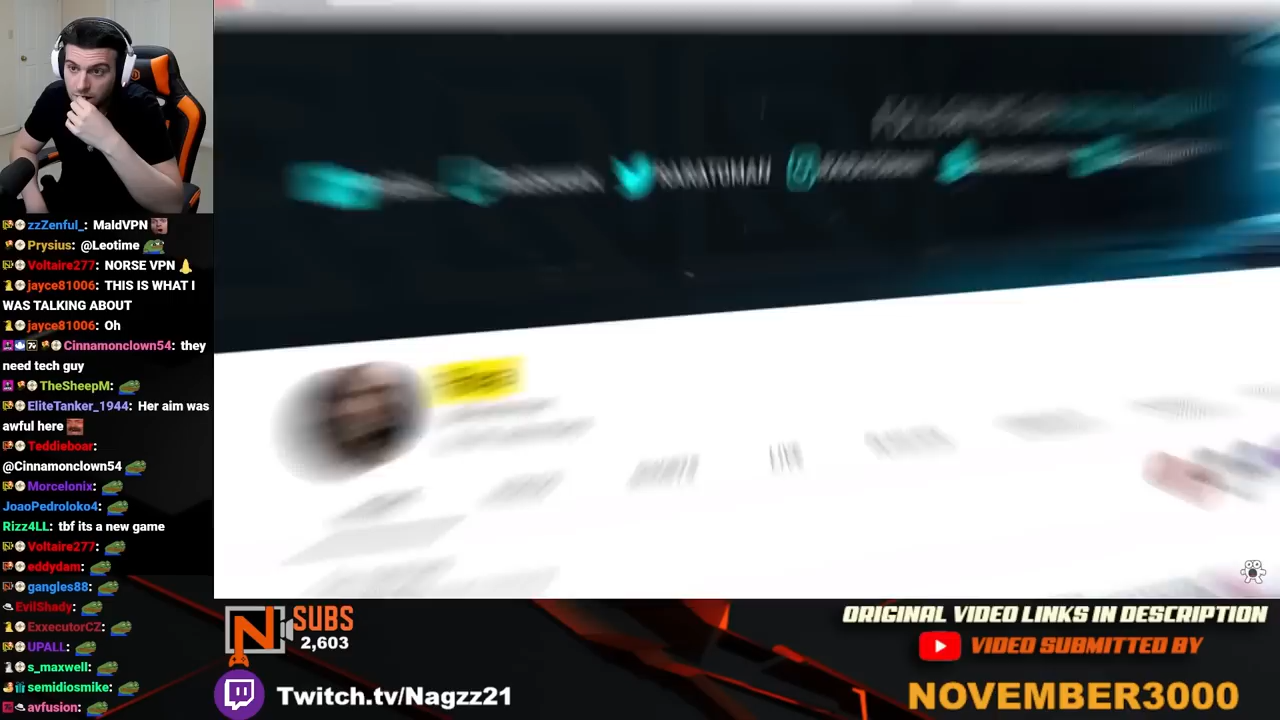 zzZenful_: MaldVPN
Prysius: @Leotime
Voltaire277: NORSE VPN
jayce81006: THIS IS WHAT I
WAS TALKING ABOUT
jayce81006: Oh
Cinnamonclown54: they
need tech guy
TheSheepM:
EliteTanker_1944: Her aim was
awful here
Teddieboar:
@Cinnamonclown54
Morcelonix:
JoaoPedroloko4:
Rizz4LL: tbf its a new game
Voltaire277:
eddydam:
gangles88:
EvilShady:
ExxecutorCZ:
UPALL:
s_maxwell:
semidiosmike:
avfusion:
SUBS
2,603
Twitch.tv/Nagzz21
ORIGINAL VIDEO LINKS IN DESCRIPTION
VIDEO SUBMITTED BY
NOVEMBER3000